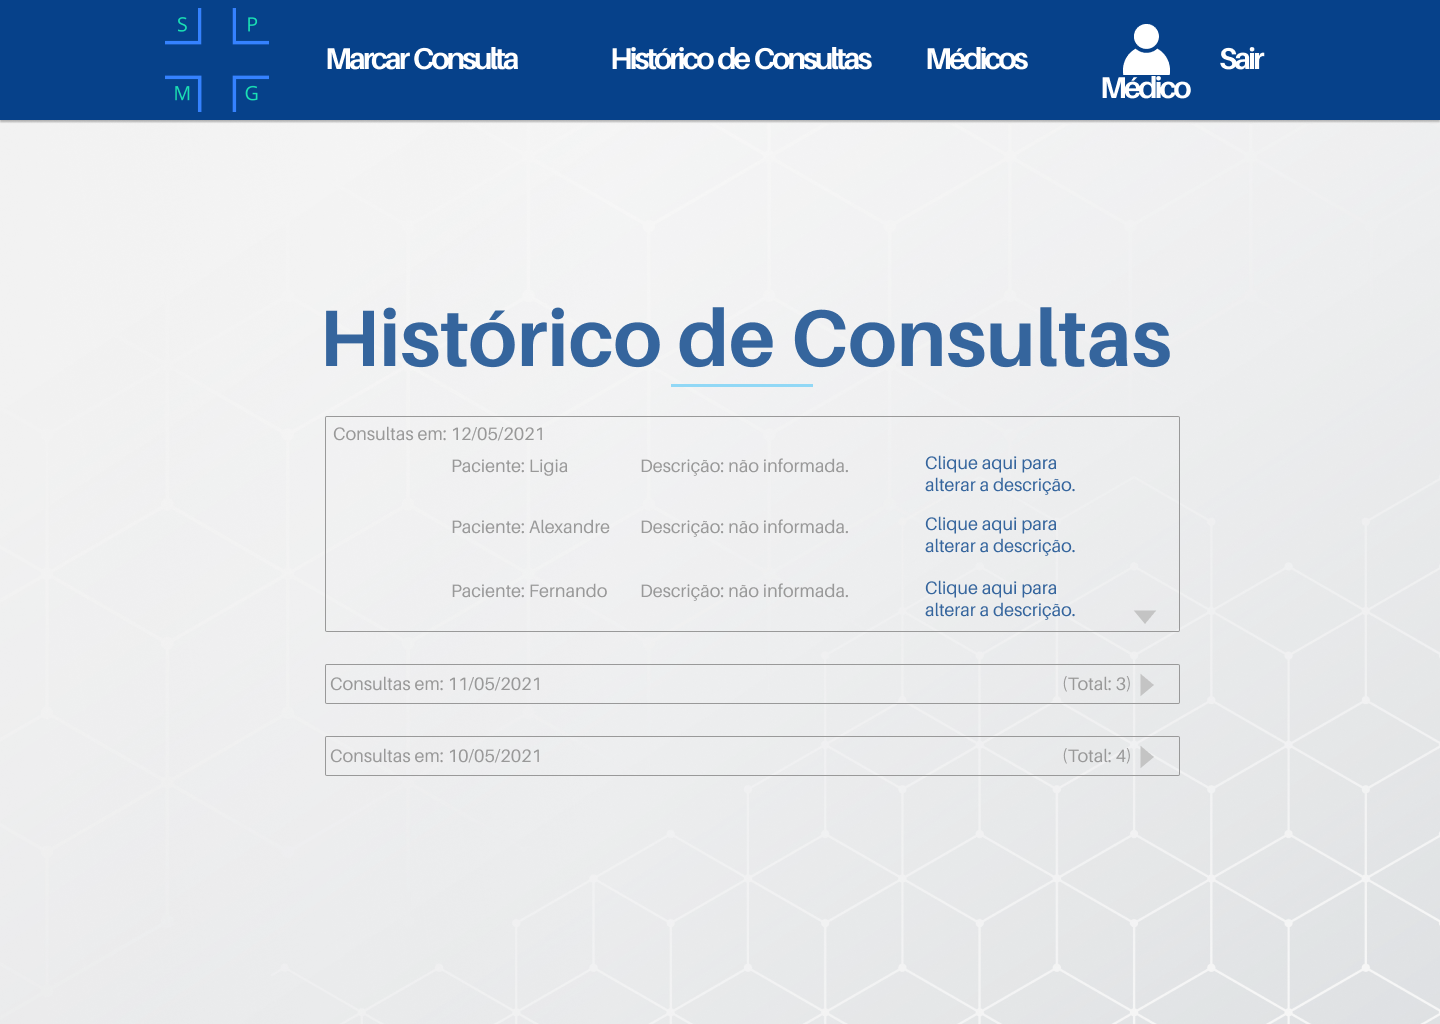 S P
M G
Marcar Consulta
Histórico de Consultas
Médicos
Médico
Sair
Histórico de Consultas
Consultas em: 12/05/2021
Paciente: Ligia
Descrição: não informada.
Clique aqui para
alterar a descrição.
Paciente: Alexandre
Descrição: não informada.
Clique aqui para
alterar a descrição.
Paciente: Fernando
Descrição: não informada.
Clique aqui para
alterar a descrição.
Consultas em: 11/05/2021
(Total: 3)
Consultas em: 10/05/2021
(Total: 4)